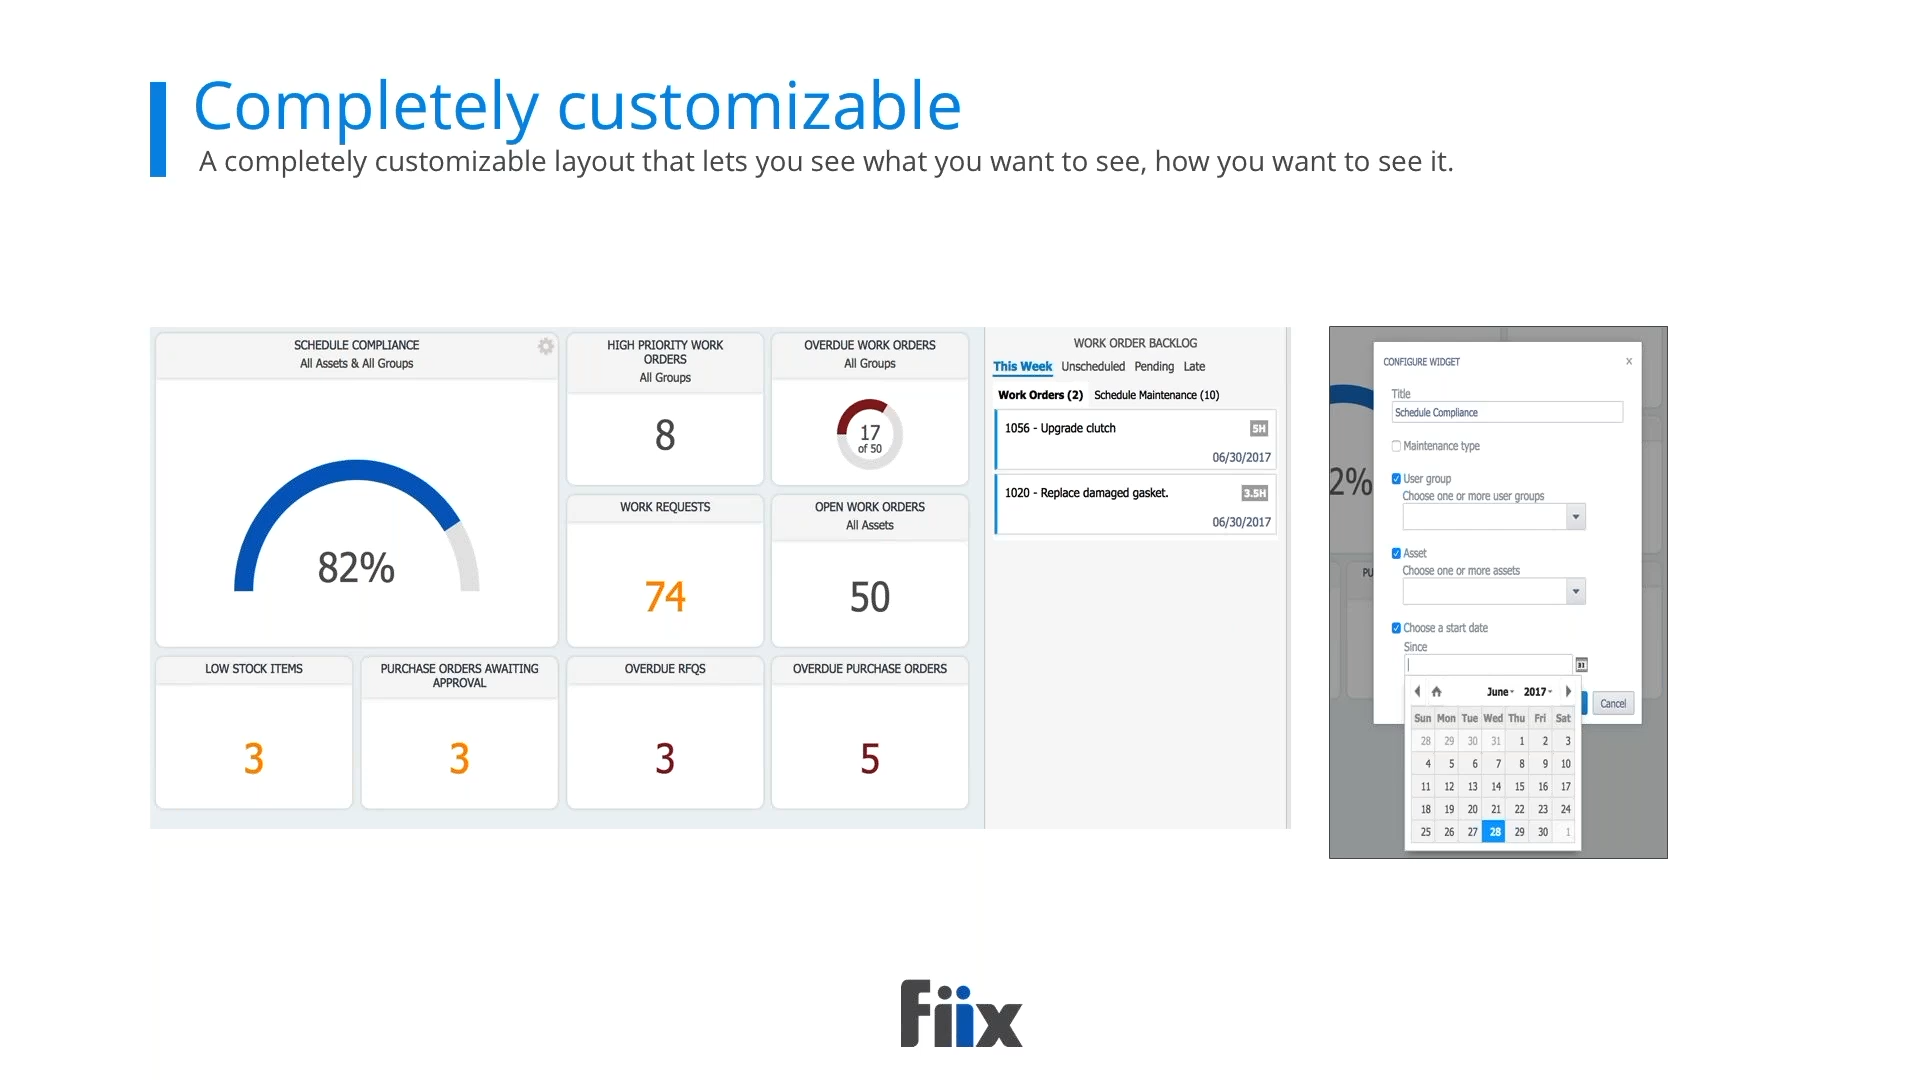 Completely customizable
A completely customizable layout that lets you see what you want to see, how you want to see it.
SCHEDULE COMPLIANCE
All Assets & All Groups
82%
HIGH PRIORITY WORK
ORDERS
All Groups
8
OVERDUE WORK ORDERS
All Groups
17
of 50
WORK REQUESTS
74
OPEN WORK ORDERS
All Assets
50
LOW STOCK ITEMS
3
PURCHASE ORDERS AWAITING
APPROVAL
3
OVERDUE RFQS
3
OVERDUE PURCHASE ORDERS
5
WORK ORDER BACKLOG
This Week Unscheduled Pending Late
Work Orders (2) Schedule Maintenance (10)
1056 - Upgrade clutch 5H
06/30/2017
1020 - Replace damaged gasket. 3.5H
06/30/2017
CONFIGURE WIDGET x
Title
Schedule Compliance
Maintenance type
User group
Choose one or more user groups
2%
Asset
Choose one or more assets
PU
Choose a start date
Since
31
June 2017
Cancel
Sun Mon Tue Wed Thu Fri Sat
28 29 30 31 1 2 3
4 5 6 7 8 9 10
11 12 13 14 15 16 17
18 19 20 21 22 23 24
25 26 27 28 29 30 1
Fiix